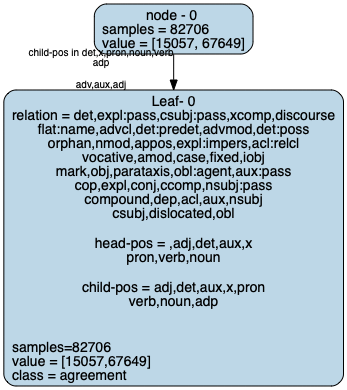 node - 0
samples = 82706
value = [15057, 67649]
child-pos in det,x,pron,noun,verb
adp
adv,aux,adj
Leaf- 0
relation = det,expl:pass,csubj:pass,xcomp,discourse
flat:name,advcl,det:predet,advmod,det:poss
orphan,nmod,appos,expl:impers,acl:relcl
vocative,amod,case,fixed,iobj
mark,obj,parataxis,obl:agent,aux:pass
cop,expl,conj,ccomp,nsubj:pass
compound,dep,acl,aux,nsubj
csubj,dislocated,obl
head-pos = ,adj,det,aux,x
pron,verb,noun
child-pos = adj,det,aux,x,pron
verb,noun,adp
samples=82706
value = [15057,67649]
class = agreement